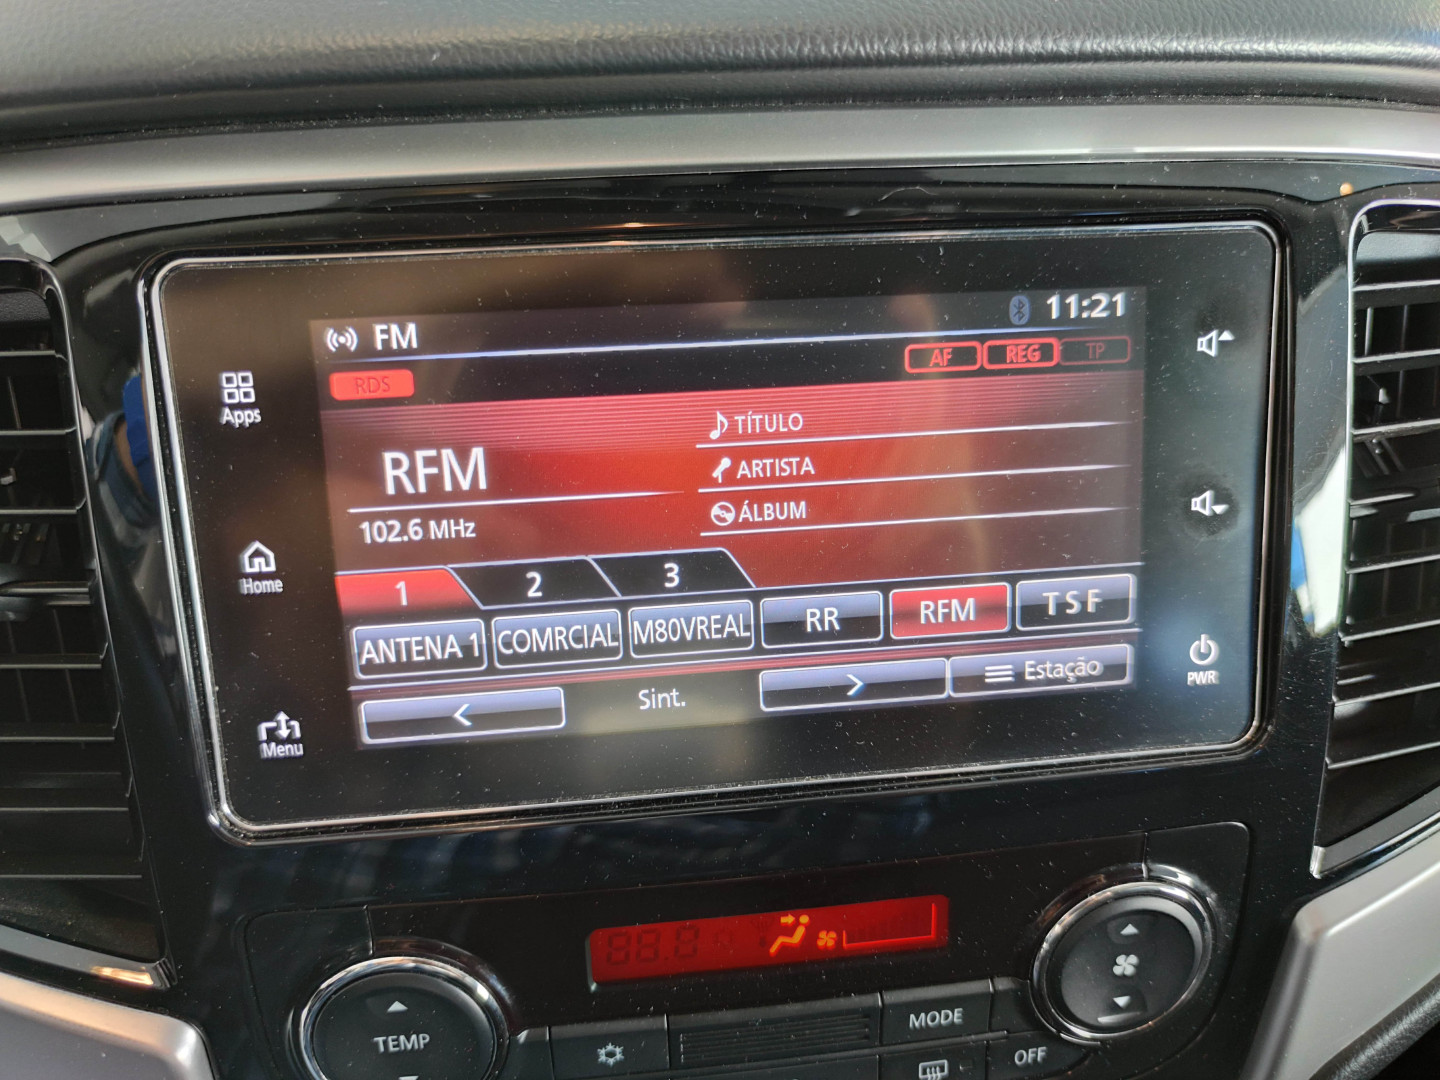 FM
11:21
RDS
AF REG TP
Apps
RFM
102.6 MHz
TÍTULO
ARTISTA
ÁLBUM
Home
1 2 3
ANTENA 1 COMRCIAL M80VREAL RR RFM T S F
< Sint. > Estação
Menu
PWR
TEMP
MODE
OFF